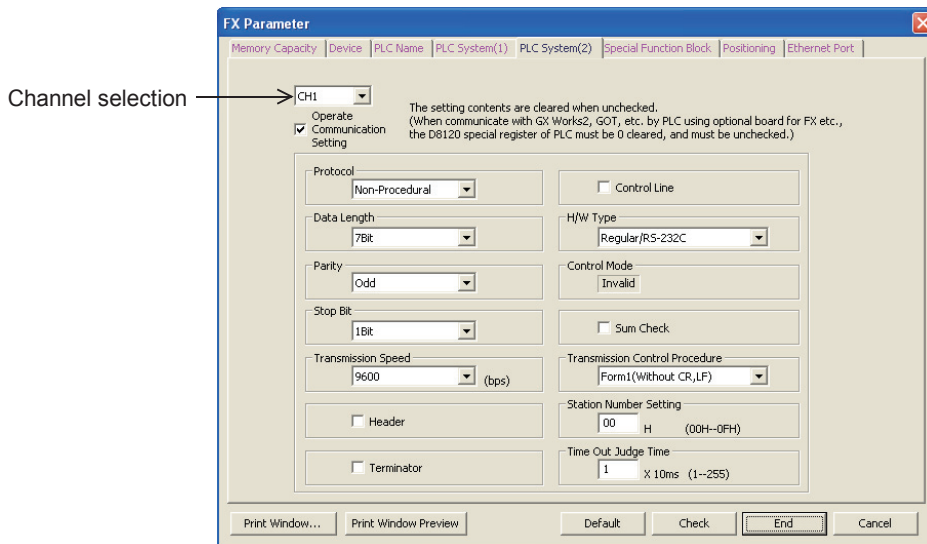 FX Parameter
Memory Capacity Device PLC Name PLC System(1) PLC System(2) Special Function Block Positioning Ethernet Port
Channel selection
CH1
The setting contents are cleared when unchecked.
(When communicate with GX Works2, GOT, etc. by PLC using optional board for FX etc.,
the D8120 special register of PLC must be 0 cleared, and must be unchecked.)
Operate
Communication
Setting
Protocol
Non-Procedural
Control Line
Data Length
7Bit
H/W Type
Regular/RS-232C
Parity
Odd
Control Mode
Invalid
Stop Bit
1Bit
Sum Check
Transmission Speed
9600 (bps)
Transmission Control Procedure
Form1(Without CR,LF)
Header
Station Number Setting
00 H (00H--0FH)
Terminator
Time Out Judge Time
1 X 10ms (1--255)
Print Window... Print Window Preview Default Check End Cancel